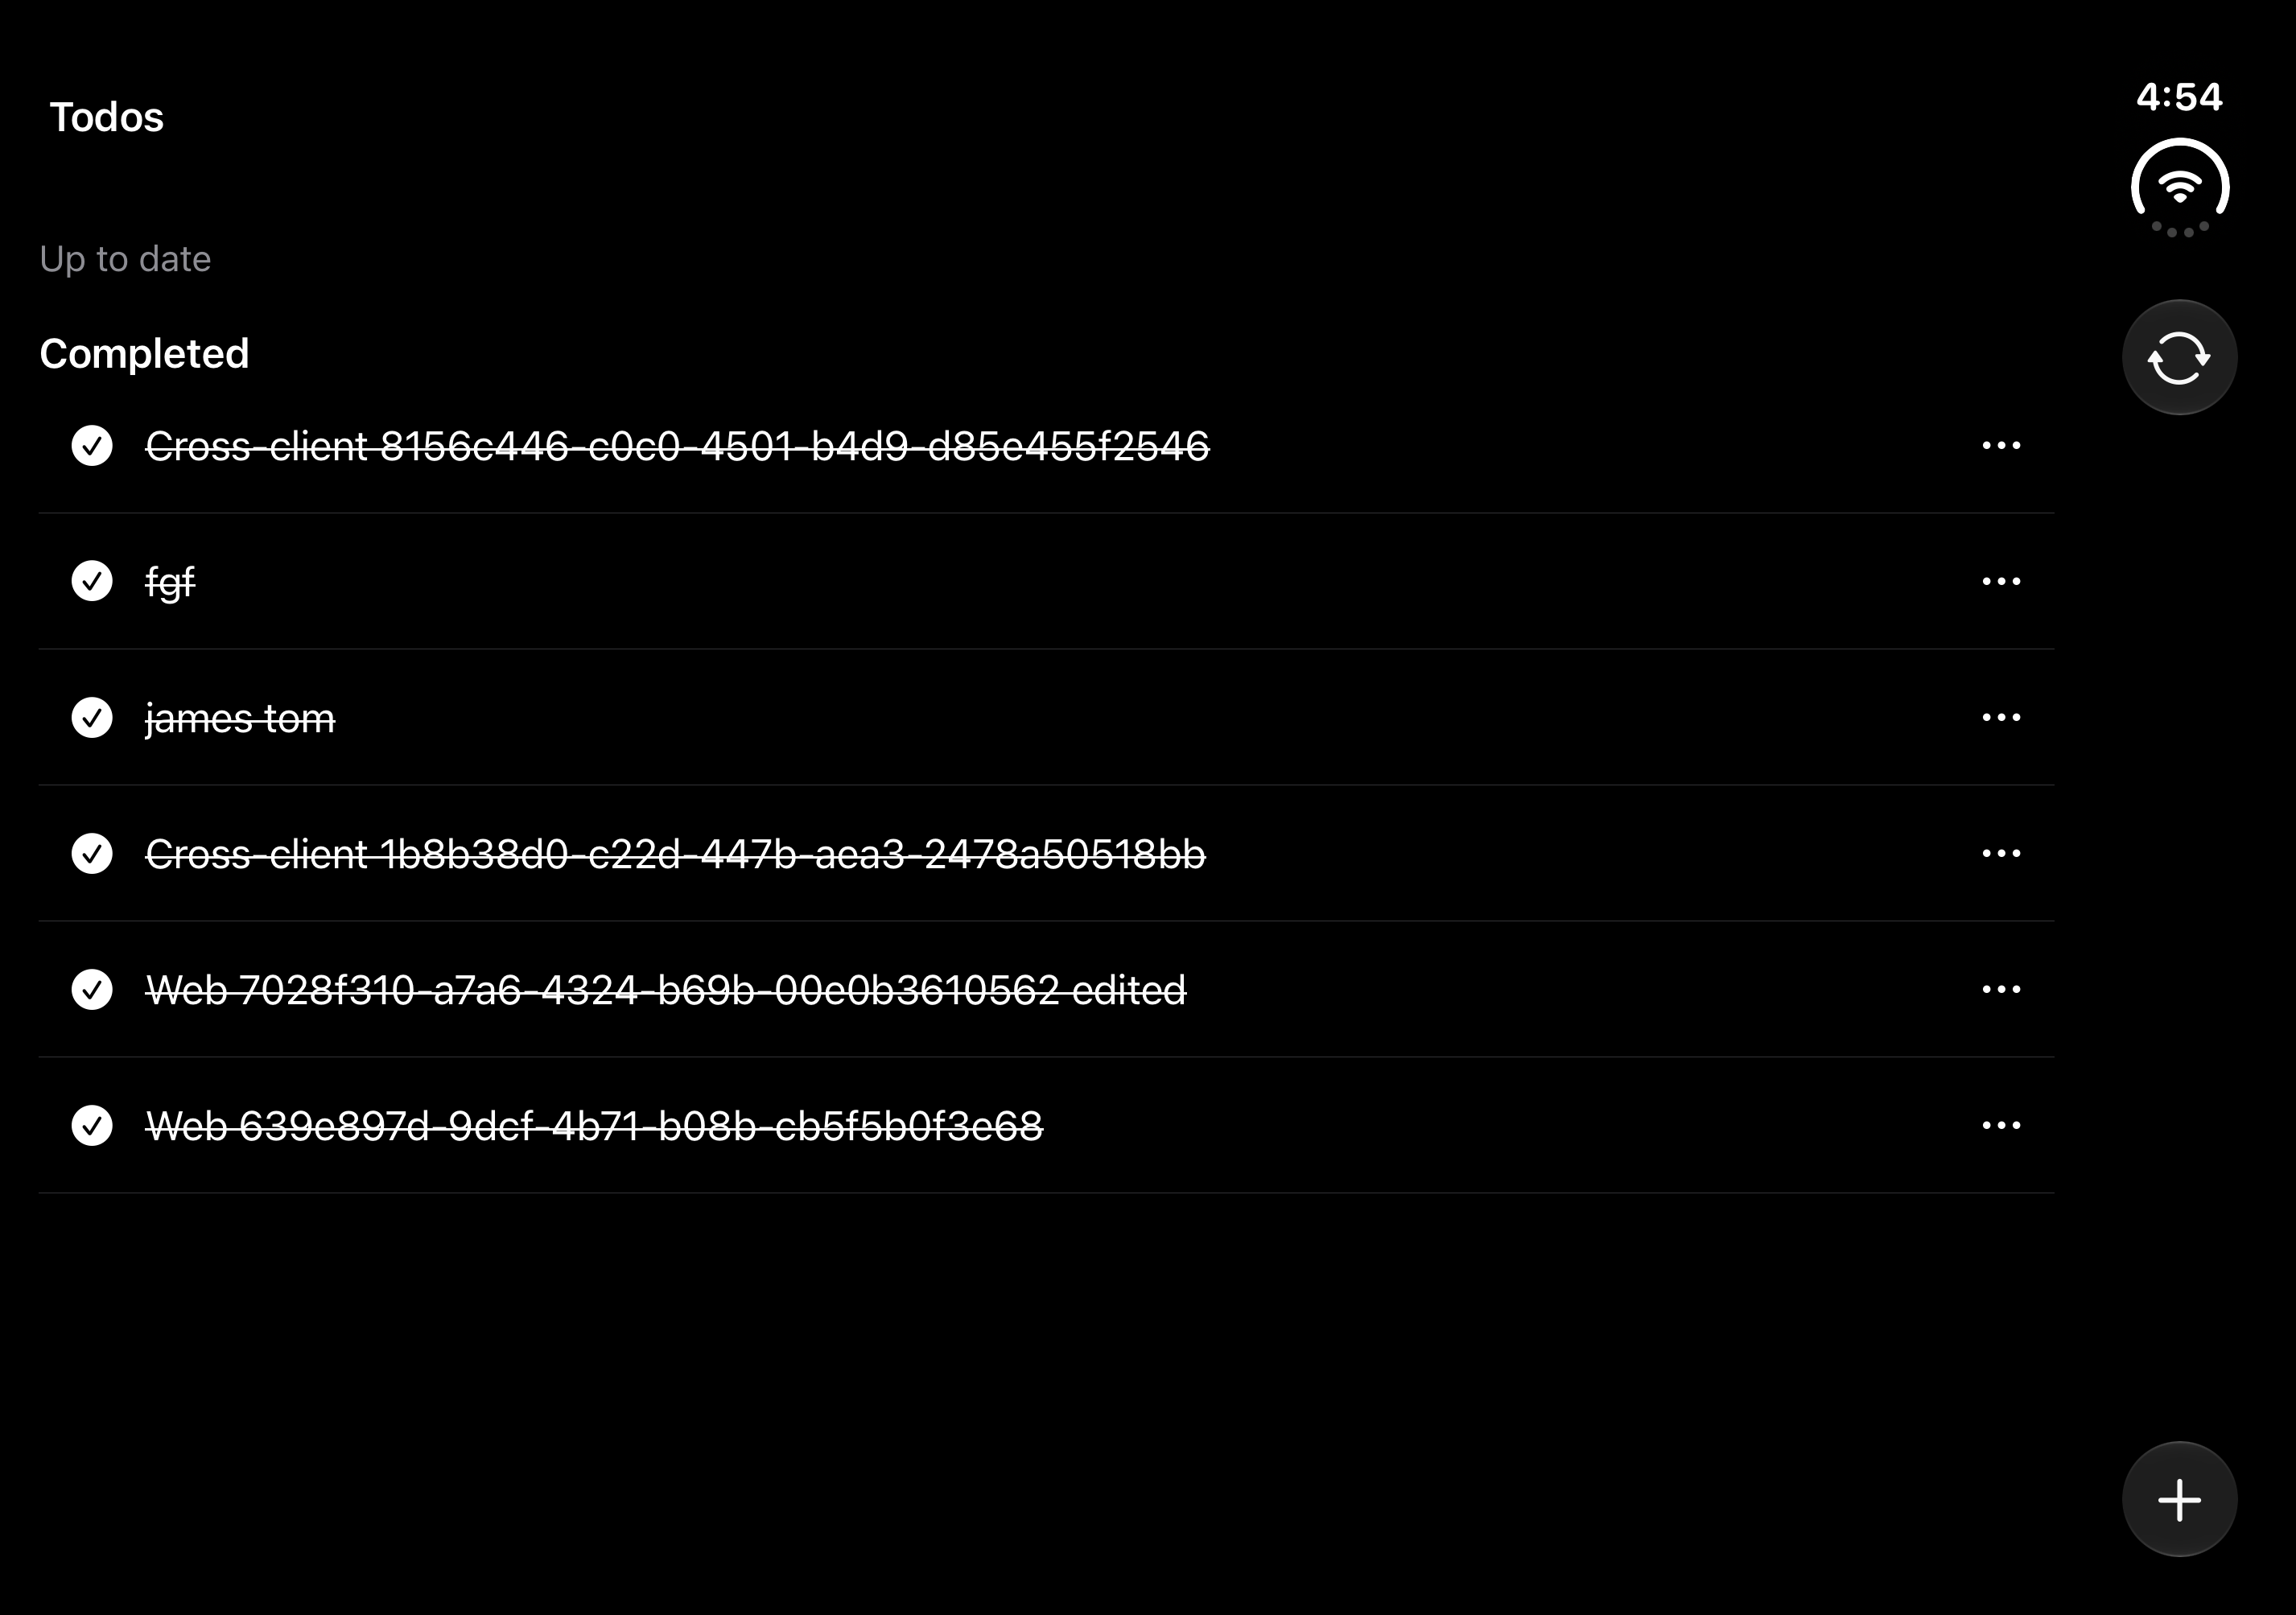 Todos
4:54
Up to date
Completed
Cross-client 8156c446-c0c0-4501-b4d9-d85e455f2546
fgf
james tom
Cross-client 1b8b38d0-c22d-447b-aea3-2478a50518bb
Web 7028f310-a7a6-4324-b69b-00e0b3610562 edited
Web 639e897d-9dcf-4b71-b08b-cb5f5b0f3e68